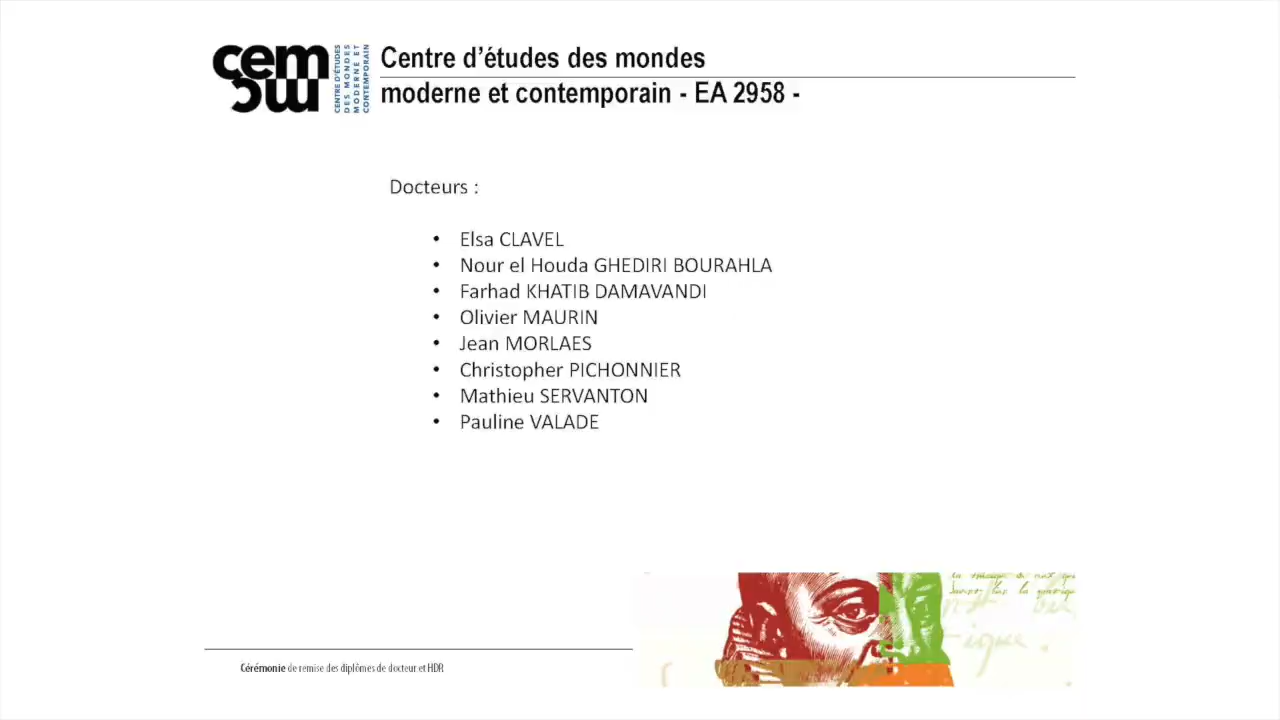 cem
cmc
CENTRE D'ÉTUDES
DES MONDES
MODERNE ET
CONTEMPORAIN
Centre d'études des mondes
moderne et contemporain - EA 2958 -
Docteurs :
• Elsa CLAVEL
• Nour el Houda GHEDIRI BOURAHLA
• Farhad KHATIB DAMAVANDI
• Olivier MAURIN
• Jean MORLAES
• Christopher PICHONNIER
• Mathieu SERVANTON
• Pauline VALADE
Cérémonie de remise des diplômes de docteur et HDR